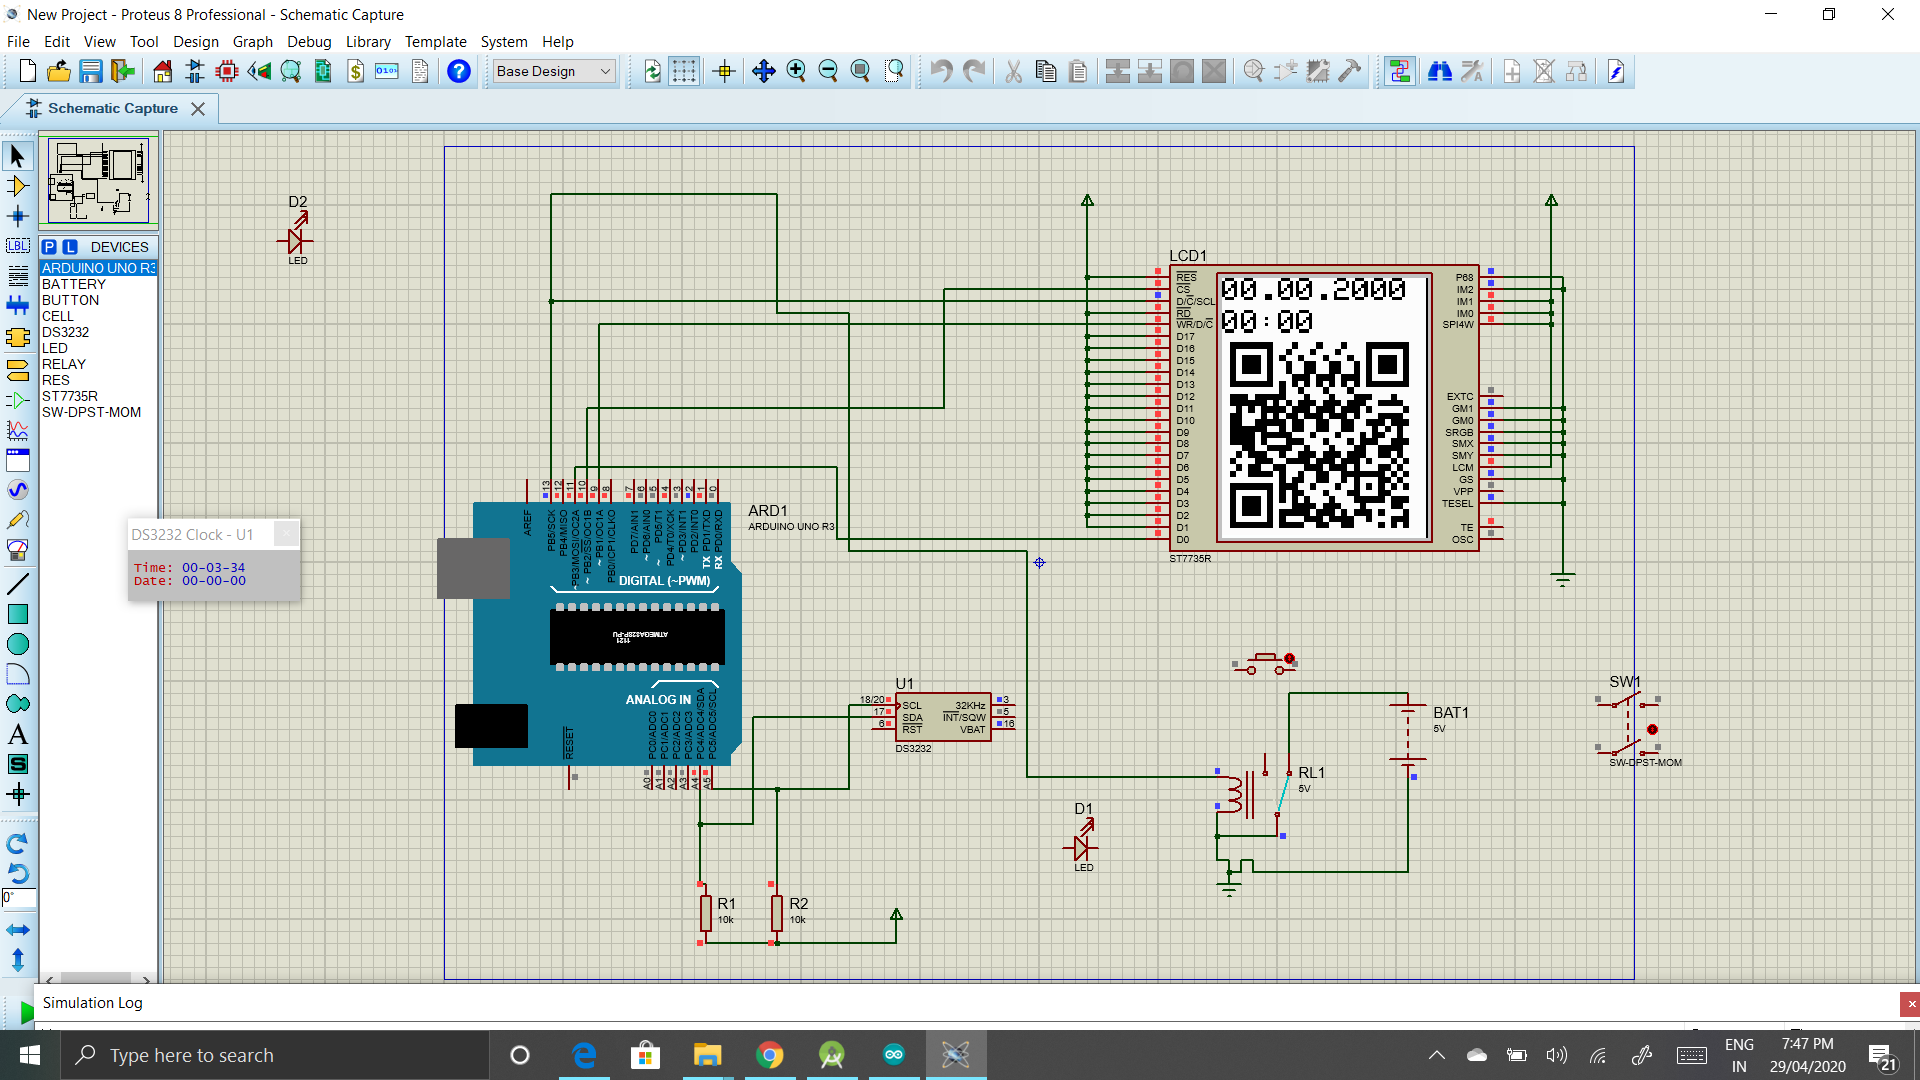 New Project - Proteus 8 Professional - Schematic Capture
File Edit View Tool Design Graph Debug Library Template System Help
Base Design
Schematic Capture
P L DEVICES
ARDUINO UNO R3
BATTERY
BUTTON
CELL
DS3232
LED
RELAY
RES
ST7735R
SW-DPST-MOM
LBL
A
S
0°
D2
LED
DS3232 Clock - U1
Time: 00-03-34
Date: 00-00-00
LCD1
00.00.2000
00:00
RES
CS
D/C/SCL
RD
WR/D/C
D17
D16
D15
D14
D13
D12
D11
D10
D9
D8
D7
D6
D5
D4
D3
D2
D1
D0
P68
IM2
IM1
IM0
SPI4W
EXTC
GM1
GM0
SRGB
SMX
SMY
LCM
GS
VPP
TESEL
TE
OSC
ST7735R
ARD1
ARDUINO UNO R3
13 12 11 10 9 8 7 6 5 4 3 2 1 0
AREF
PB5/SCK
PB4/MISO
PB3/MOSI/OC2A
PB2/SS/OC1B
PB1/OC1A
PB0/ICP1/CLKO
PD7/AIN1
PD6/AIN0
PD5/T1
PD4/T0/XCK
PD3/INT1
PD2/INT0
TX PD1/TXD
RX PD0/RXD
DIGITAL (~PWM)
ATMEGA328P-PU
1121
ANALOG IN
RESET
PC0/ADC0
PC1/ADC1
PC2/ADC2
PC3/ADC3
PC4/ADC4/SDA
PC5/ADC5/SCL
A0 A1 A2 A3 A4 A5
U1
18/20 SCL
17 SDA
6 RST
32KHz 3
INT/SQW 5
VBAT 16
DS3232
R1
10k
R2
10k
D1
LED
RL1
5V
BAT1
5V
SW1
SW-DPST-MOM
Simulation Log
Type here to search
ENG
IN
7:47 PM
29/04/2020
21